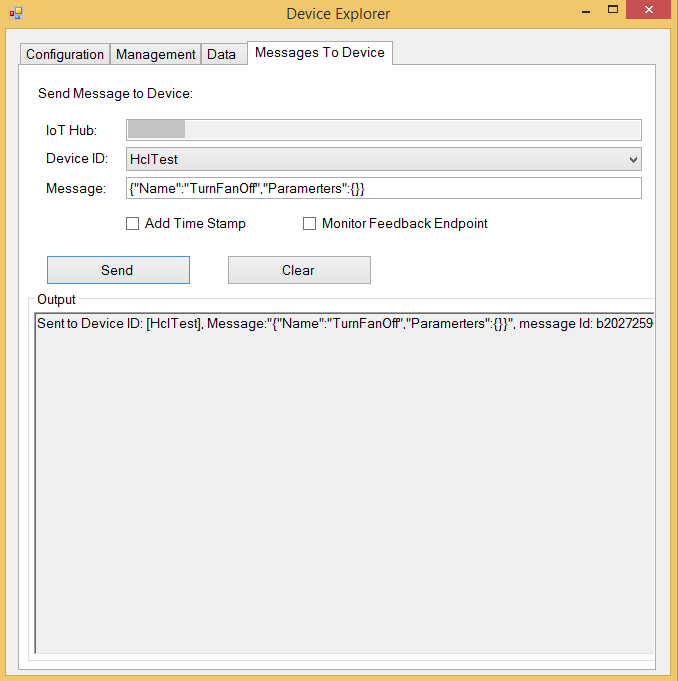 Device Explorer
Configuration Management Data Messages To Device
Send Message to Device:
IoT Hub:
Device ID: HclTest
Message: {"Name":"TurnFanOff","Paramerters":{}}
Add Time Stamp Monitor Feedback Endpoint
Send Clear
Output
Sent to Device ID: [HclTest], Message:"{"Name":"TurnFanOff","Paramerters":{}}", message Id: b2027259